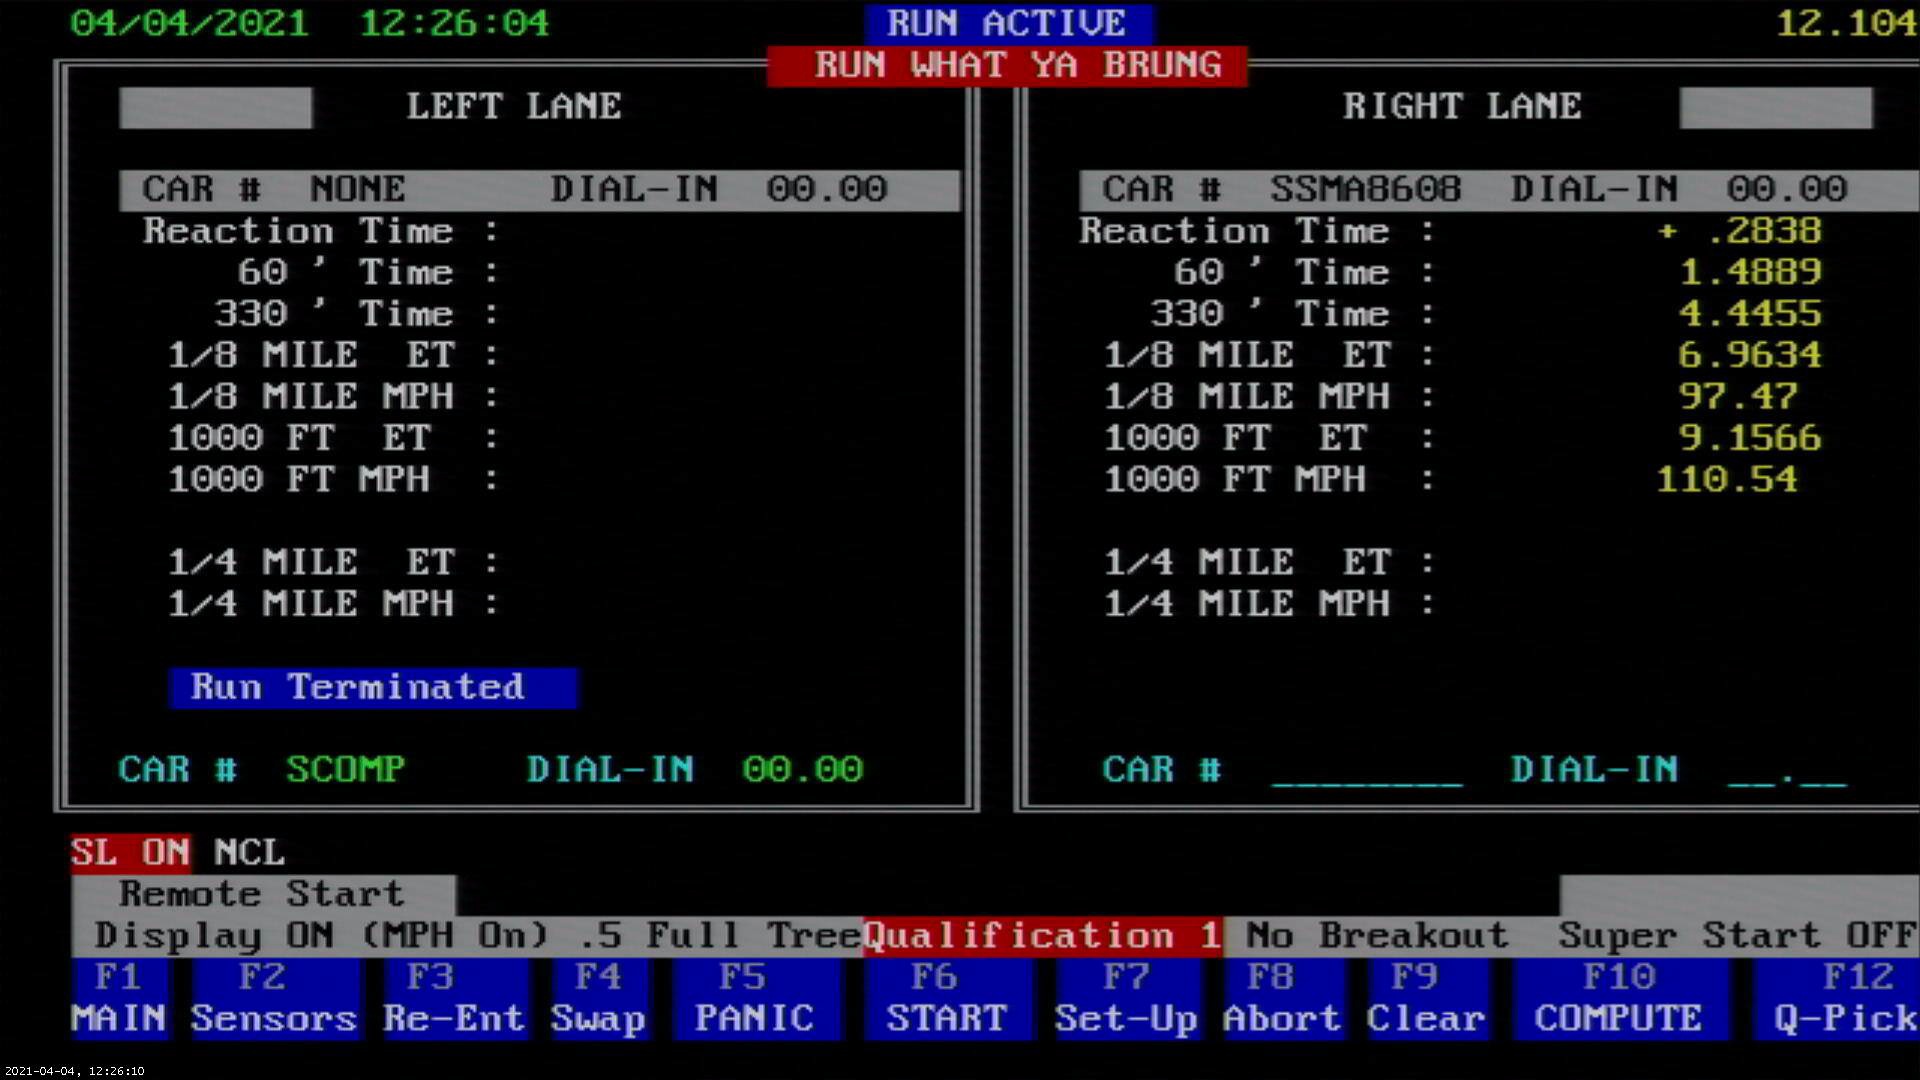 04/04/2021 12:26:04 RUN ACTIVE 12.104
RUN WHAT YA BRUNG
LEFT LANE
CAR # NONE DIAL-IN 00.00
Reaction Time :
60 ' Time :
330 ' Time :
1/8 MILE ET :
1/8 MILE MPH :
1000 FT ET :
1000 FT MPH :
1/4 MILE ET :
1/4 MILE MPH :
Run Terminated
CAR # SCOMP DIAL-IN 00.00
RIGHT LANE
CAR # SSMA8608 DIAL-IN 00.00
Reaction Time : + .2838
60 ' Time : 1.4889
330 ' Time : 4.4455
1/8 MILE ET : 6.9634
1/8 MILE MPH : 97.47
1000 FT ET : 9.1566
1000 FT MPH : 110.54
1/4 MILE ET :
1/4 MILE MPH :
CAR # ________ DIAL-IN __.__
SL ON NCL
Remote Start
Display ON (MPH On) .5 Full Tree Qualification 1 No Breakout Super Start OFF
F1 F2 F3 F4 F5 F6 F7 F8 F9 F10 F12
MAIN Sensors Re-Ent Swap PANIC START Set-Up Abort Clear COMPUTE Q-Pick
2021-04-04, 12:26:10